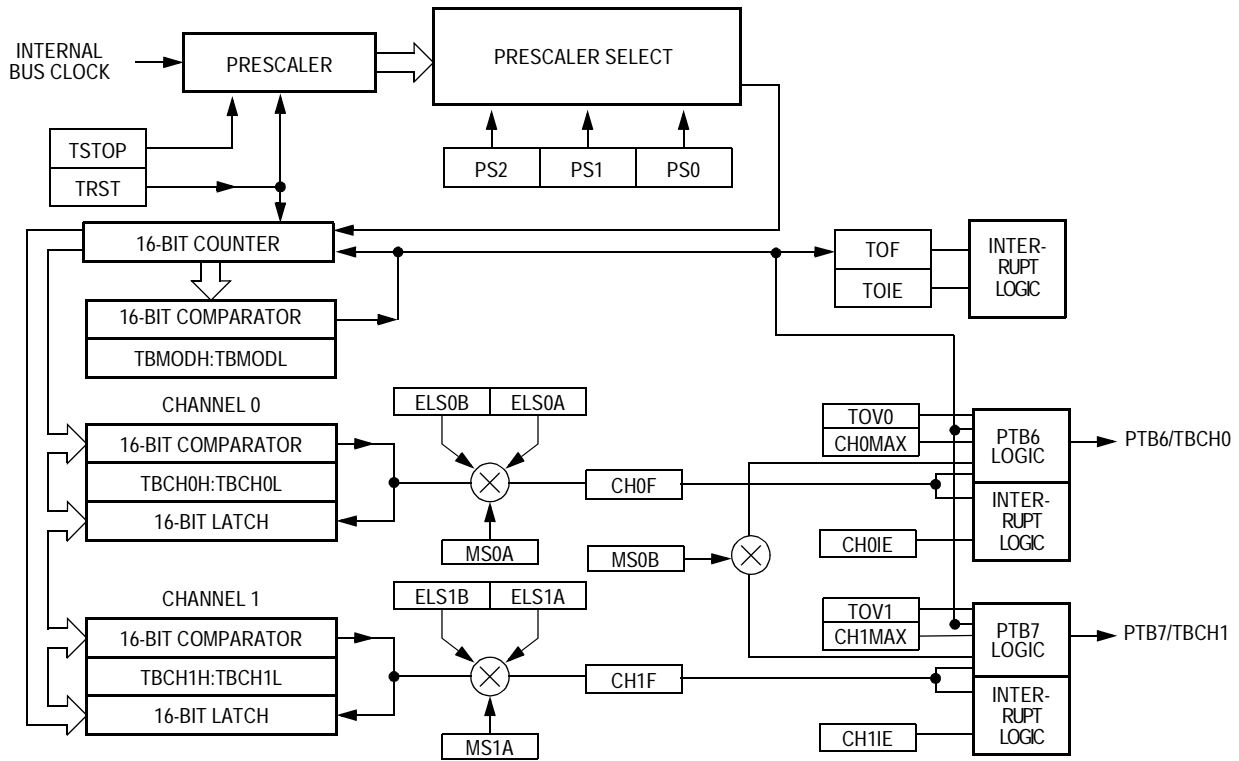 INTERNAL
BUS CLOCK
PRESCALER
PRESCALER SELECT
TSTOP
TRST
PS2
PS1
PS0
16-BIT COUNTER
TOF
TOIE
INTER-
RUPT
LOGIC
16-BIT COMPARATOR
TBMODH:TBMODL
CHANNEL 0
ELS0B
ELS0A
16-BIT COMPARATOR
TBCH0H:TBCH0L
16-BIT LATCH
MS0A
CH0F
TOV0
CH0MAX
PTB6
LOGIC
PTB6/TBCH0
INTER-
RUPT
LOGIC
CH0IE
MS0B
CHANNEL 1
ELS1B
ELS1A
16-BIT COMPARATOR
TBCH1H:TBCH1L
16-BIT LATCH
MS1A
CH1F
TOV1
CH1MAX
PTB7
LOGIC
PTB7/TBCH1
INTER-
RUPT
LOGIC
CH1IE